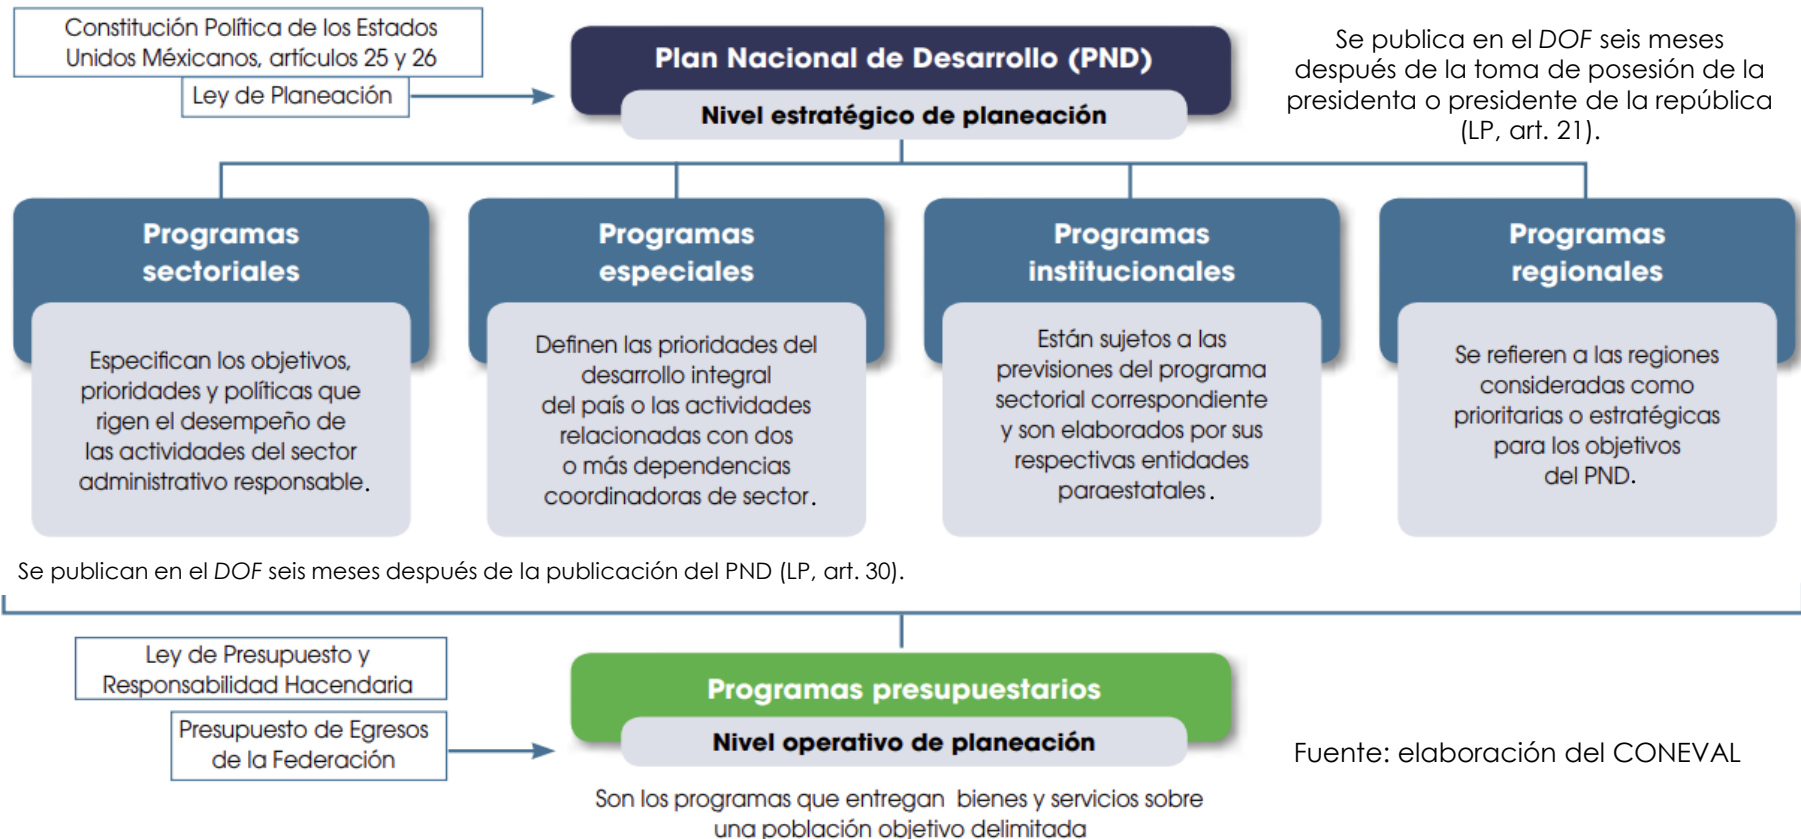 Constitución Política de los Estados
Unidos Méxicanos, artículos 25 y 26
Ley de Planeación
Plan Nacional de Desarrollo (PND)
Nivel estratégico de planeación
Se publica en el DOF seis meses
después de la toma de posesión de la
presidenta o presidente de la república
(LP, art. 21).
Programas
sectoriales
Especifican los objetivos,
prioridades y políticas que
rigen el desempeño de
las actividades del sector
administrativo responsable.
Programas
especiales
Definen las prioridades del
desarrollo integral
del país o las actividades
relacionadas con dos
o más dependencias
coordinadoras de sector.
Programas
institucionales
Están sujetos a las
previsiones del programa
sectorial correspondiente
y son elaborados por sus
respectivas entidades
paraestatales.
Programas
regionales
Se refieren a las regiones
consideradas como
prioritarias o estratégicas
para los objetivos
del PND.
Se publican en el DOF seis meses después de la publicación del PND (LP, art. 30).
Ley de Presupuesto y
Responsabilidad Hacendaria
Presupuesto de Egresos
de la Federación
Programas presupuestarios
Nivel operativo de planeación
Son los programas que entregan bienes y servicios sobre
una población objetivo delimitada
Fuente: elaboración del CONEVAL